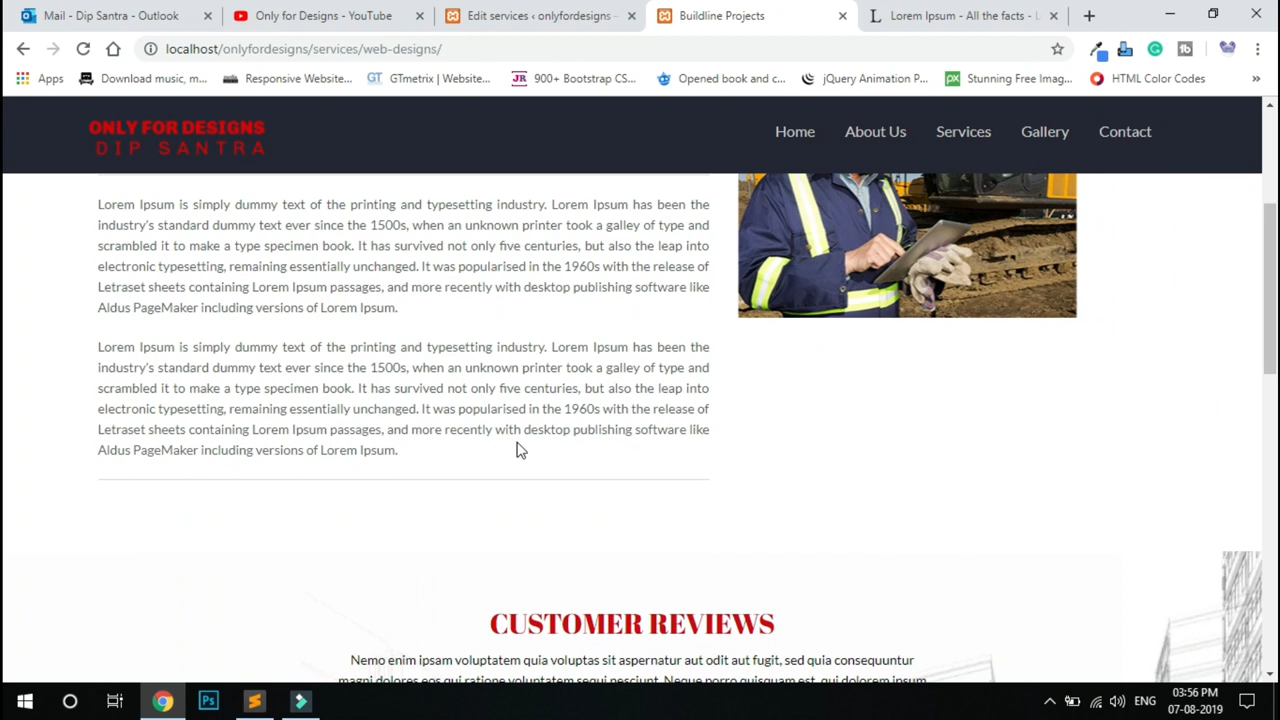 Mail - Dip Santra - Outlook
Only for Designs - YouTube
Edit services ‹ onlyfordesigns –
Buildline Projects
Lorem Ipsum - All the facts - L
localhost/onlyfordesigns/services/web-designs/
Apps
Download music, m...
Responsive Website...
GTmetrix | Website...
900+ Bootstrap CS...
Opened book and c...
jQuery Animation P...
Stunning Free Imag...
HTML Color Codes
ONLY FOR DESIGNS
DIP SANTRA
Home
About Us
Services
Gallery
Contact
Lorem Ipsum is simply dummy text of the printing and typesetting industry. Lorem Ipsum has been the
industry's standard dummy text ever since the 1500s, when an unknown printer took a galley of type and
scrambled it to make a type specimen book. It has survived not only five centuries, but also the leap into
electronic typesetting, remaining essentially unchanged. It was popularised in the 1960s with the release of
Letraset sheets containing Lorem Ipsum passages, and more recently with desktop publishing software like
Aldus PageMaker including versions of Lorem Ipsum.
Lorem Ipsum is simply dummy text of the printing and typesetting industry. Lorem Ipsum has been the
industry's standard dummy text ever since the 1500s, when an unknown printer took a galley of type and
scrambled it to make a type specimen book. It has survived not only five centuries, but also the leap into
electronic typesetting, remaining essentially unchanged. It was popularised in the 1960s with the release of
Letraset sheets containing Lorem Ipsum passages, and more recently with desktop publishing software like
Aldus PageMaker including versions of Lorem Ipsum.
CUSTOMER REVIEWS
Nemo enim ipsam voluptatem quia voluptas sit aspernatur aut odit aut fugit, sed quia consequuntur
magni dolores eos qui ratione voluptatem sequi nesciunt. Neque porro quisquam est, qui dolorem ipsum
ENG
03:56 PM
07-08-2019